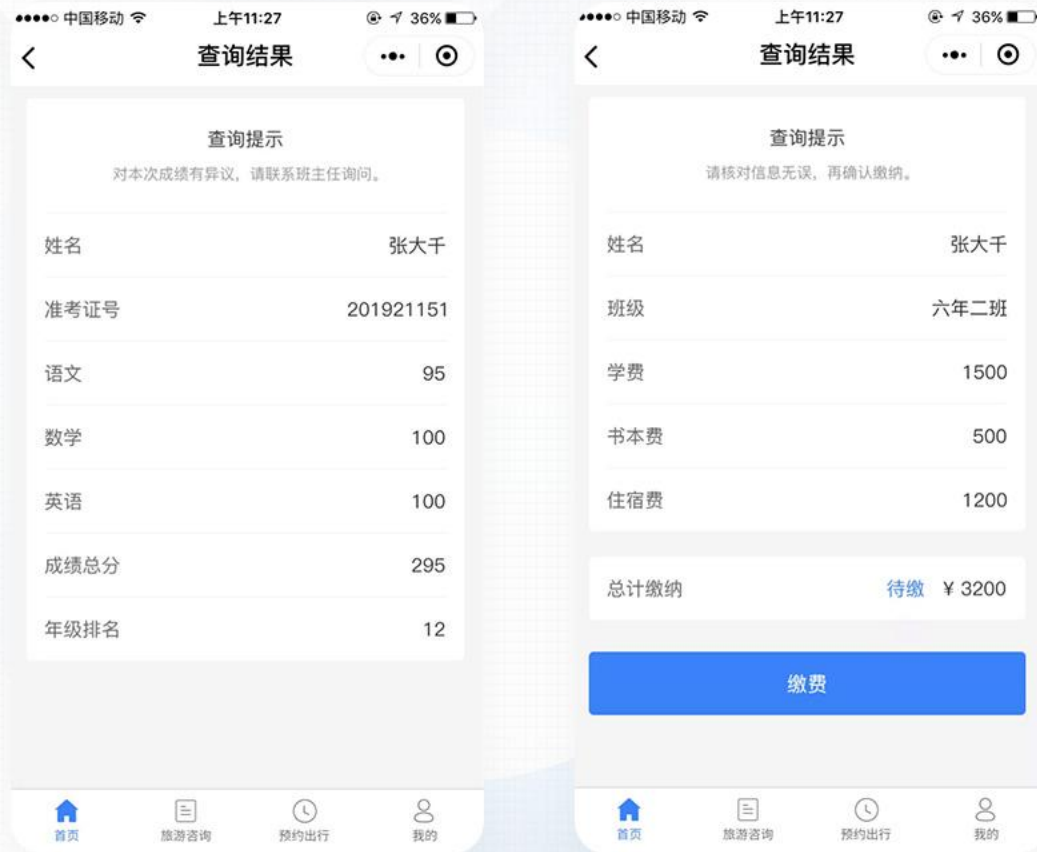 中国移动 上午11:27 36%
查询结果
查询提示
对本次成绩有异议，请联系班主任询问。
姓名 张大千
准考证号 201921151
语文 95
数学 100
英语 100
成绩总分 295
年级排名 12
首页 旅游咨询 预约出行 我的
中国移动 上午11:27 36%
查询结果
查询提示
请核对信息无误，再确认缴纳。
姓名 张大千
班级 六年二班
学费 1500
书本费 500
住宿费 1200
总计缴纳 待缴 ¥ 3200
缴费
首页 旅游咨询 预约出行 我的